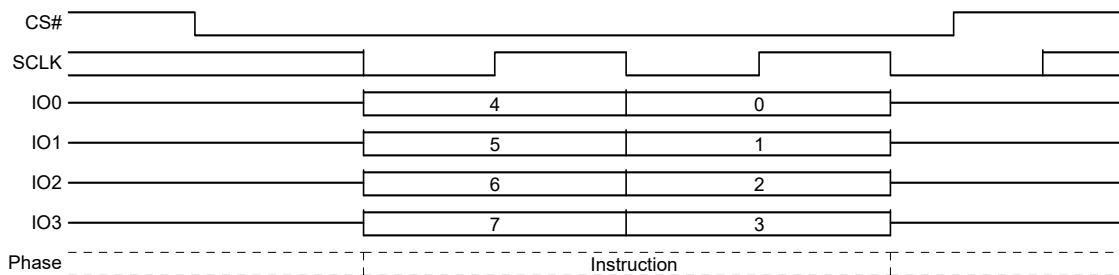 CS#
SCLK
IO0 4 0
IO1 5 1
IO2 6 2
IO3 7 3
Phase Instruction